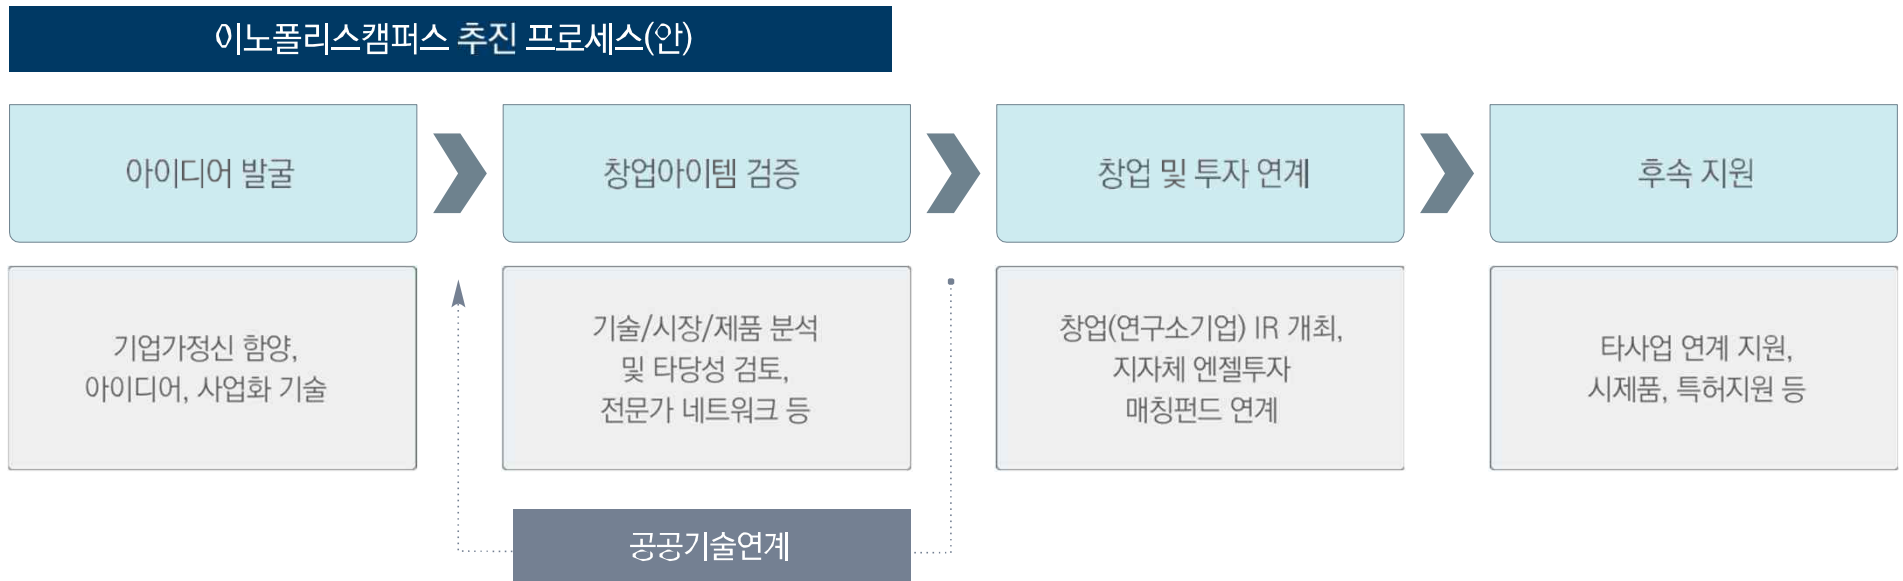 이노폴리스캠퍼스 추진 프로세스(안)
아이디어 발굴
창업아이템 검증
창업 및 투자 연계
후속 지원
기업가정신 함양,
아이디어, 사업화 기술
기술/시장/제품 분석
및 타당성 검토,
전문가 네트워크 등
창업(연구소기업) IR 개최,
지자체 엔젤투자
매칭펀드 연계
타사업 연계 지원,
시제품, 특허지원 등
공공기술연계